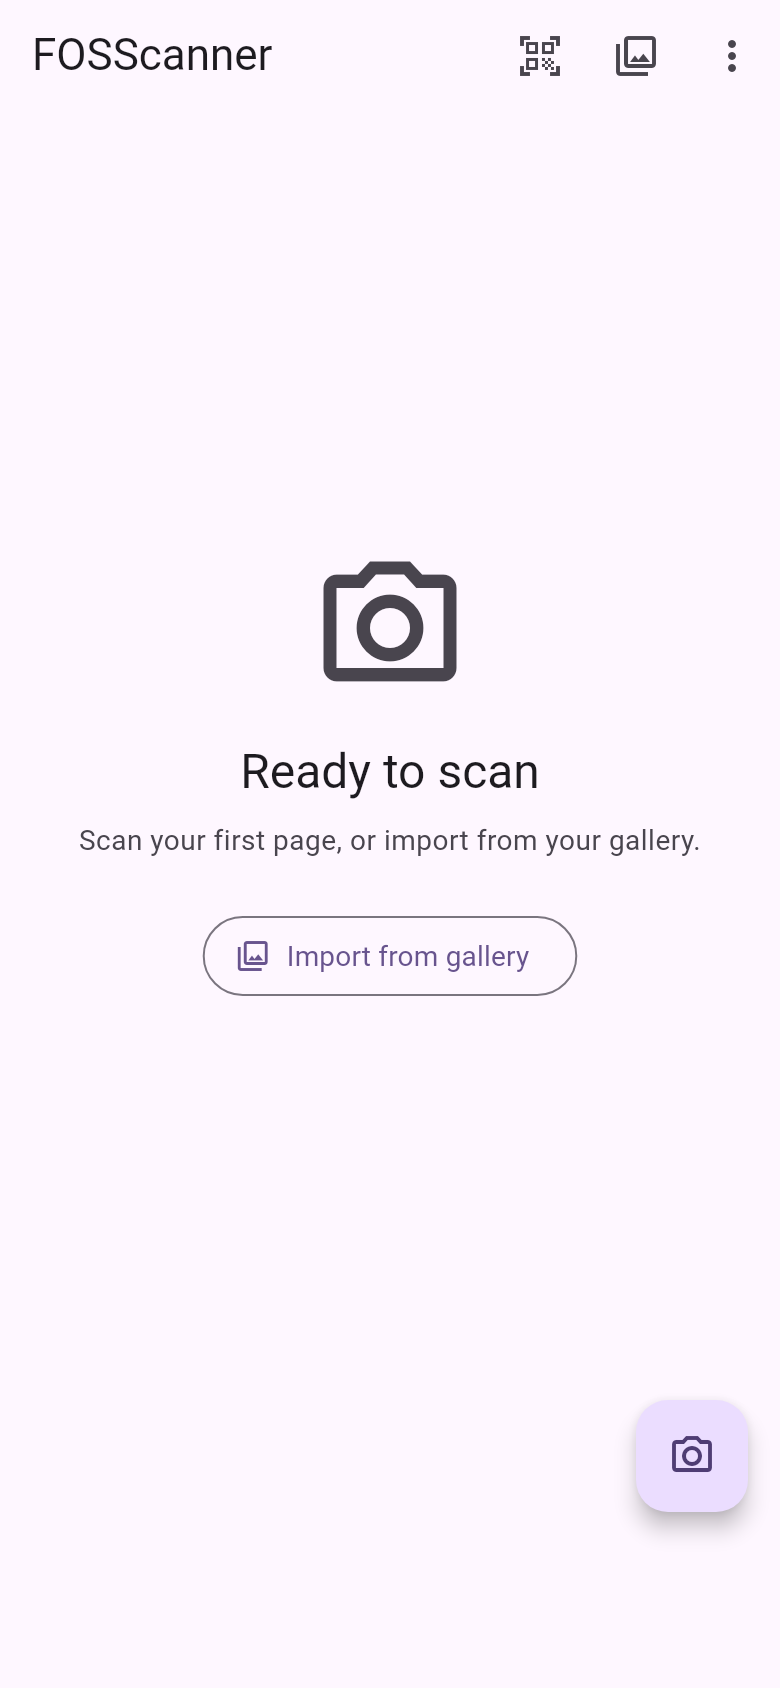 FOSScanner
Ready to scan
Scan your first page, or import from your gallery.
Import from gallery